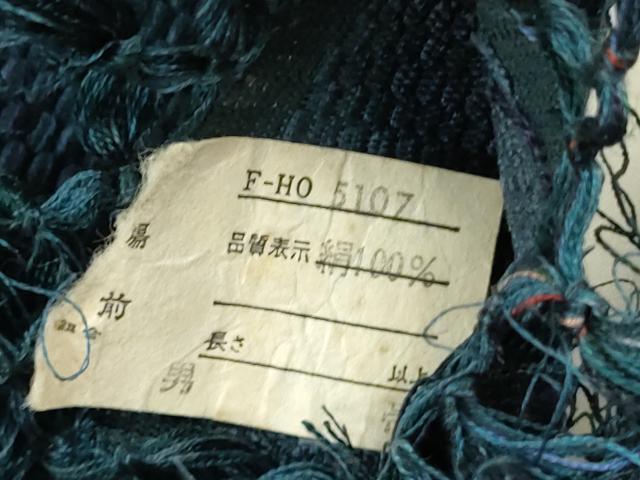 F-HO 5107
品質表示 絹100%
前
長さ 以上
男